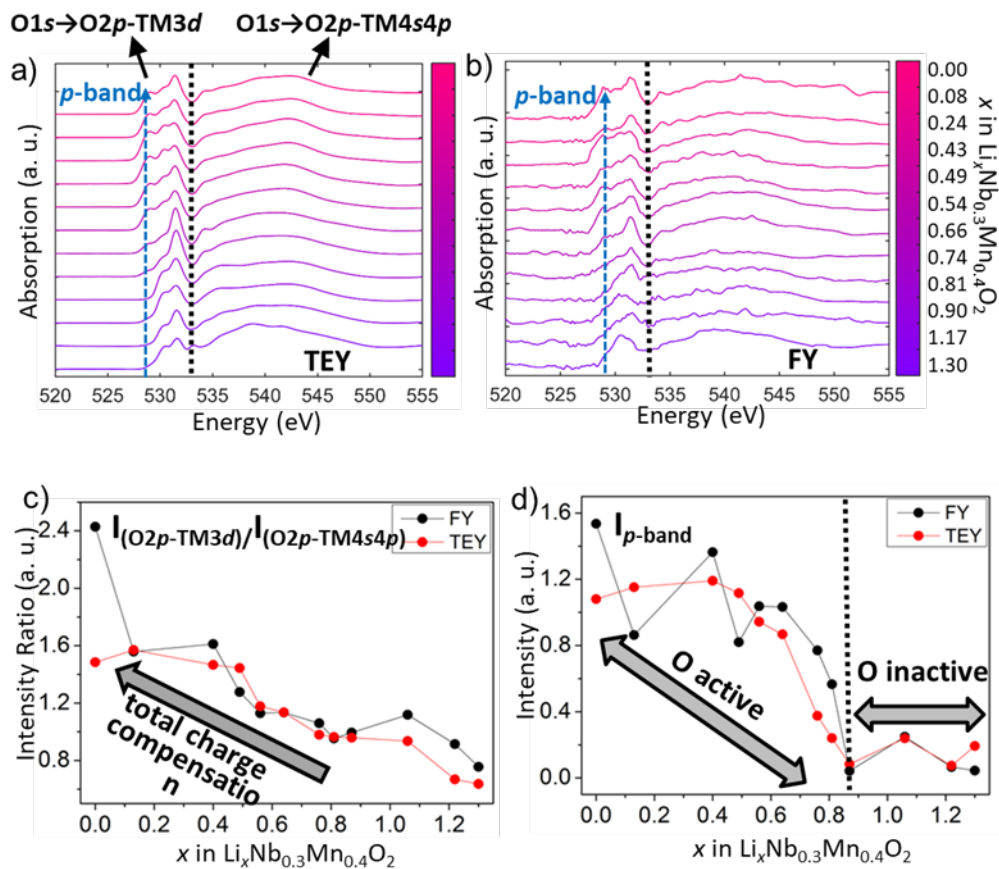 O1s→O2p-TM3d O1s→O2p-TM4s4p
a)
p-band
Absorption (a. u.)
TEY
520 525 530 535 540 545 550 555
Energy (eV)
b)
p-band
Absorption (a. u.)
FY
520 525 530 535 540 545 550 555
Energy (eV)
0.00
0.08
0.24
0.43
0.49
0.54
0.66
0.74
0.81
0.90
1.17
1.30
x in LiₓNb₀.₃Mn₀.₄O₂
c)
I(O2p-TM3d)/I(O2p-TM4s4p)
FY
TEY
Intensity Ratio (a. u.)
2.4
2.0
1.6
1.2
0.8
total charge
compensatio
n
0.0 0.2 0.4 0.6 0.8 1.0 1.2
x in LiₓNb₀.₃Mn₀.₄O₂
d)
Ip-band
FY
TEY
Intensity (a. u.)
1.6
1.2
0.8
0.4
0.0
O active
O inactive
0.0 0.2 0.4 0.6 0.8 1.0 1.2
x in LiₓNb₀.₃Mn₀.₄O₂